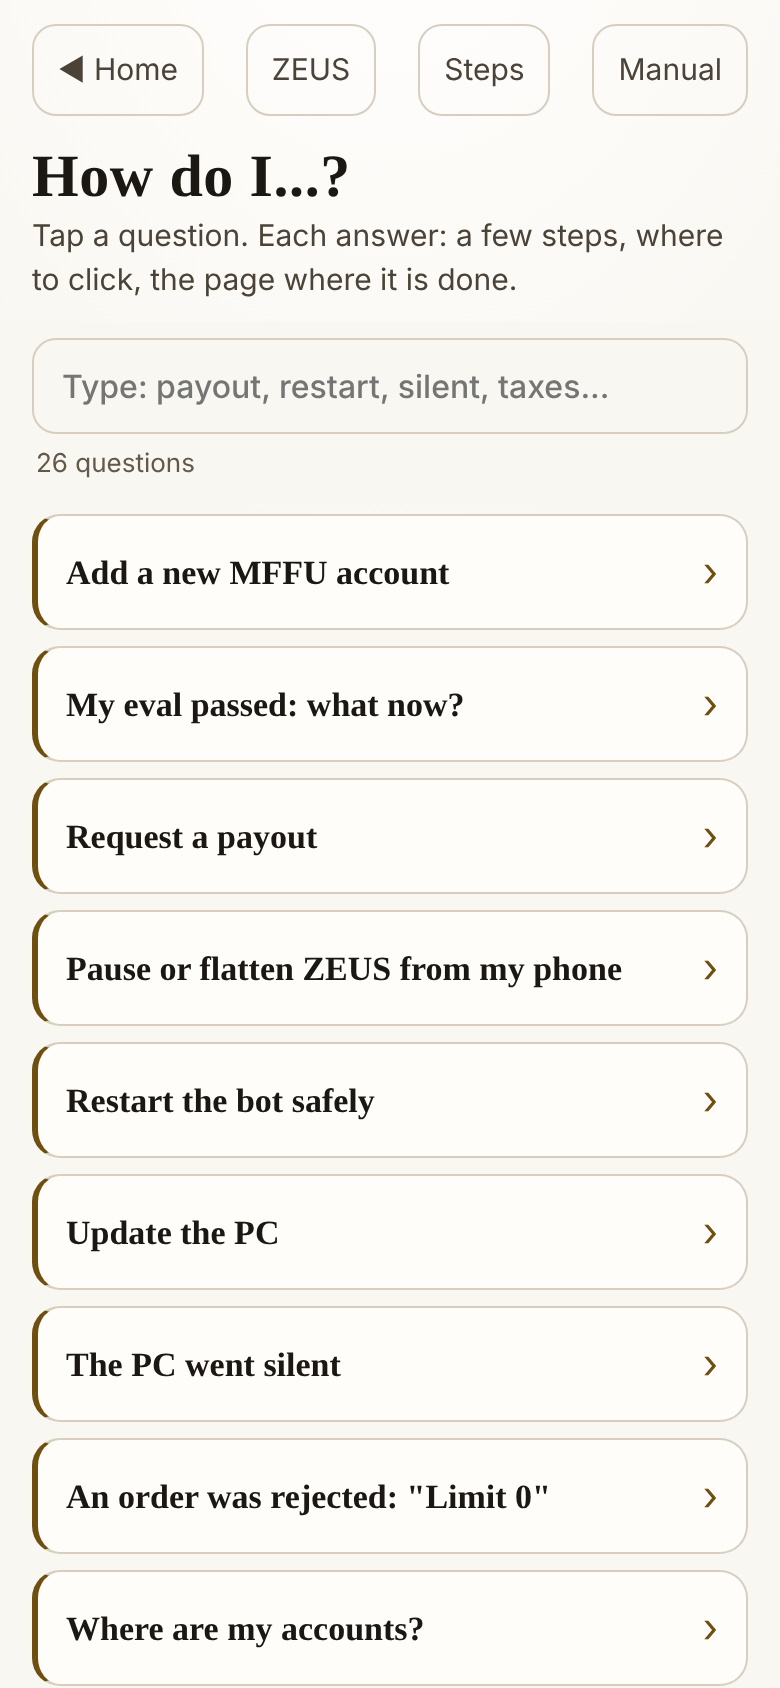 ◀ Home
ZEUS
Steps
Manual
How do I...?
Tap a question. Each answer: a few steps, where
to click, the page where it is done.
Type: payout, restart, silent, taxes...
26 questions
Add a new MFFU account
My eval passed: what now?
Request a payout
Pause or flatten ZEUS from my phone
Restart the bot safely
Update the PC
The PC went silent
An order was rejected: "Limit 0"
Where are my accounts?